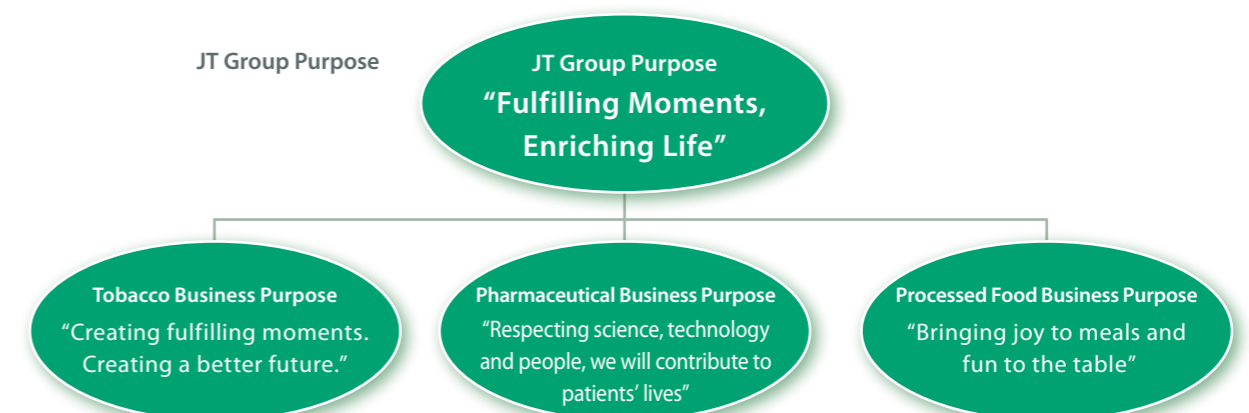 JT Group Purpose
JT Group Purpose
“Fulfilling Moments,
Enriching Life”
Tobacco Business Purpose
“Creating fulfilling moments.
Creating a better future.”
Pharmaceutical Business Purpose
“Respecting science, technology
and people, we will contribute to
patients’ lives”
Processed Food Business Purpose
“Bringing joy to meals and
fun to the table”